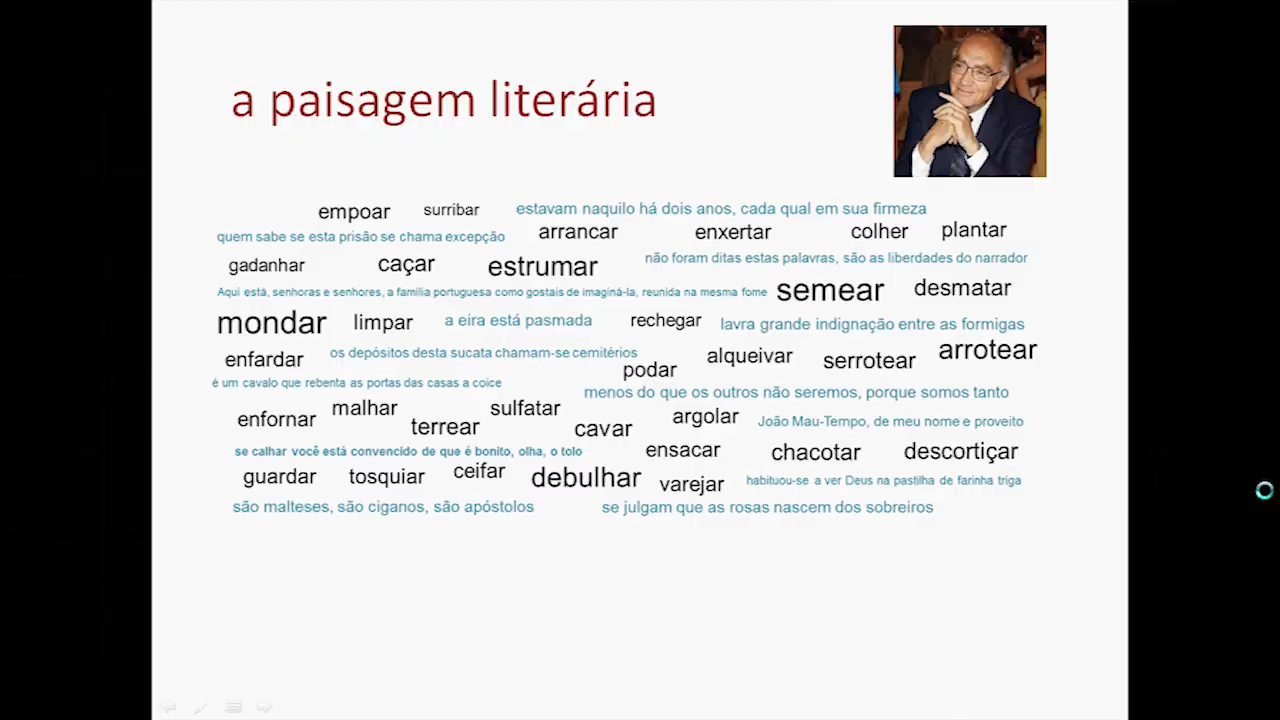 a paisagem literária
empoar surribar estavam naquilo há dois anos, cada qual em sua firmeza
quem sabe se esta prisão se chama excepção arrancar enxertar colher plantar
gadanhar caçar estrumar não foram ditas estas palavras, são as liberdades do narrador
Aqui está, senhoras e senhores, a família portuguesa como gostais de imaginá-la, reunida na mesma fome semear desmatar
mondar limpar a eira está pasmada rechegar lavra grande indignação entre as formigas
enfardar os depósitos desta sucata chamam-se cemitérios podar alqueivar serrotear arrotear
é um cavalo que rebenta as portas das casas a coice menos do que os outros não seremos, porque somos tanto
enfornar malhar terrear sulfatar cavar argolar João Mau-Tempo, de meu nome e proveito
se calhar você está convencido de que é bonito, olha, o tolo ensacar chacotar descortiçar
guardar tosquiar ceifar debulhar varejar habituou-se a ver Deus na pastilha de farinha triga
são malteses, são ciganos, são apóstolos se julgam que as rosas nascem dos sobreiros